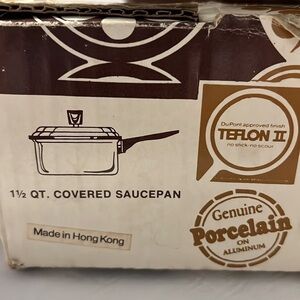 DuPont approved finish
TEFLON II
no stick·no scour
1½ QT. COVERED SAUCEPAN
Made in Hong Kong
Genuine
Porcelain
ON
ALUMINUM